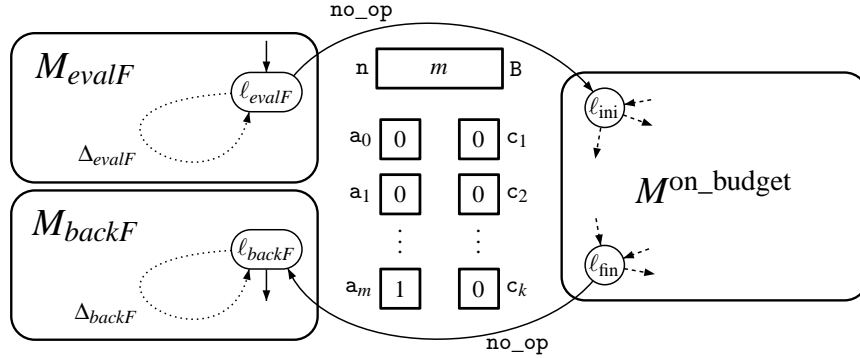 no_op
M_evalF
ℓ_evalF
Δ_evalF
n m B
a_0 0 0 c_1
a_1 0 0 c_2
⋮ ⋮
a_m 1 0 c_k
ℓ_ini
M^on_budget
ℓ_fin
M_backF
ℓ_backF
Δ_backF
no_op